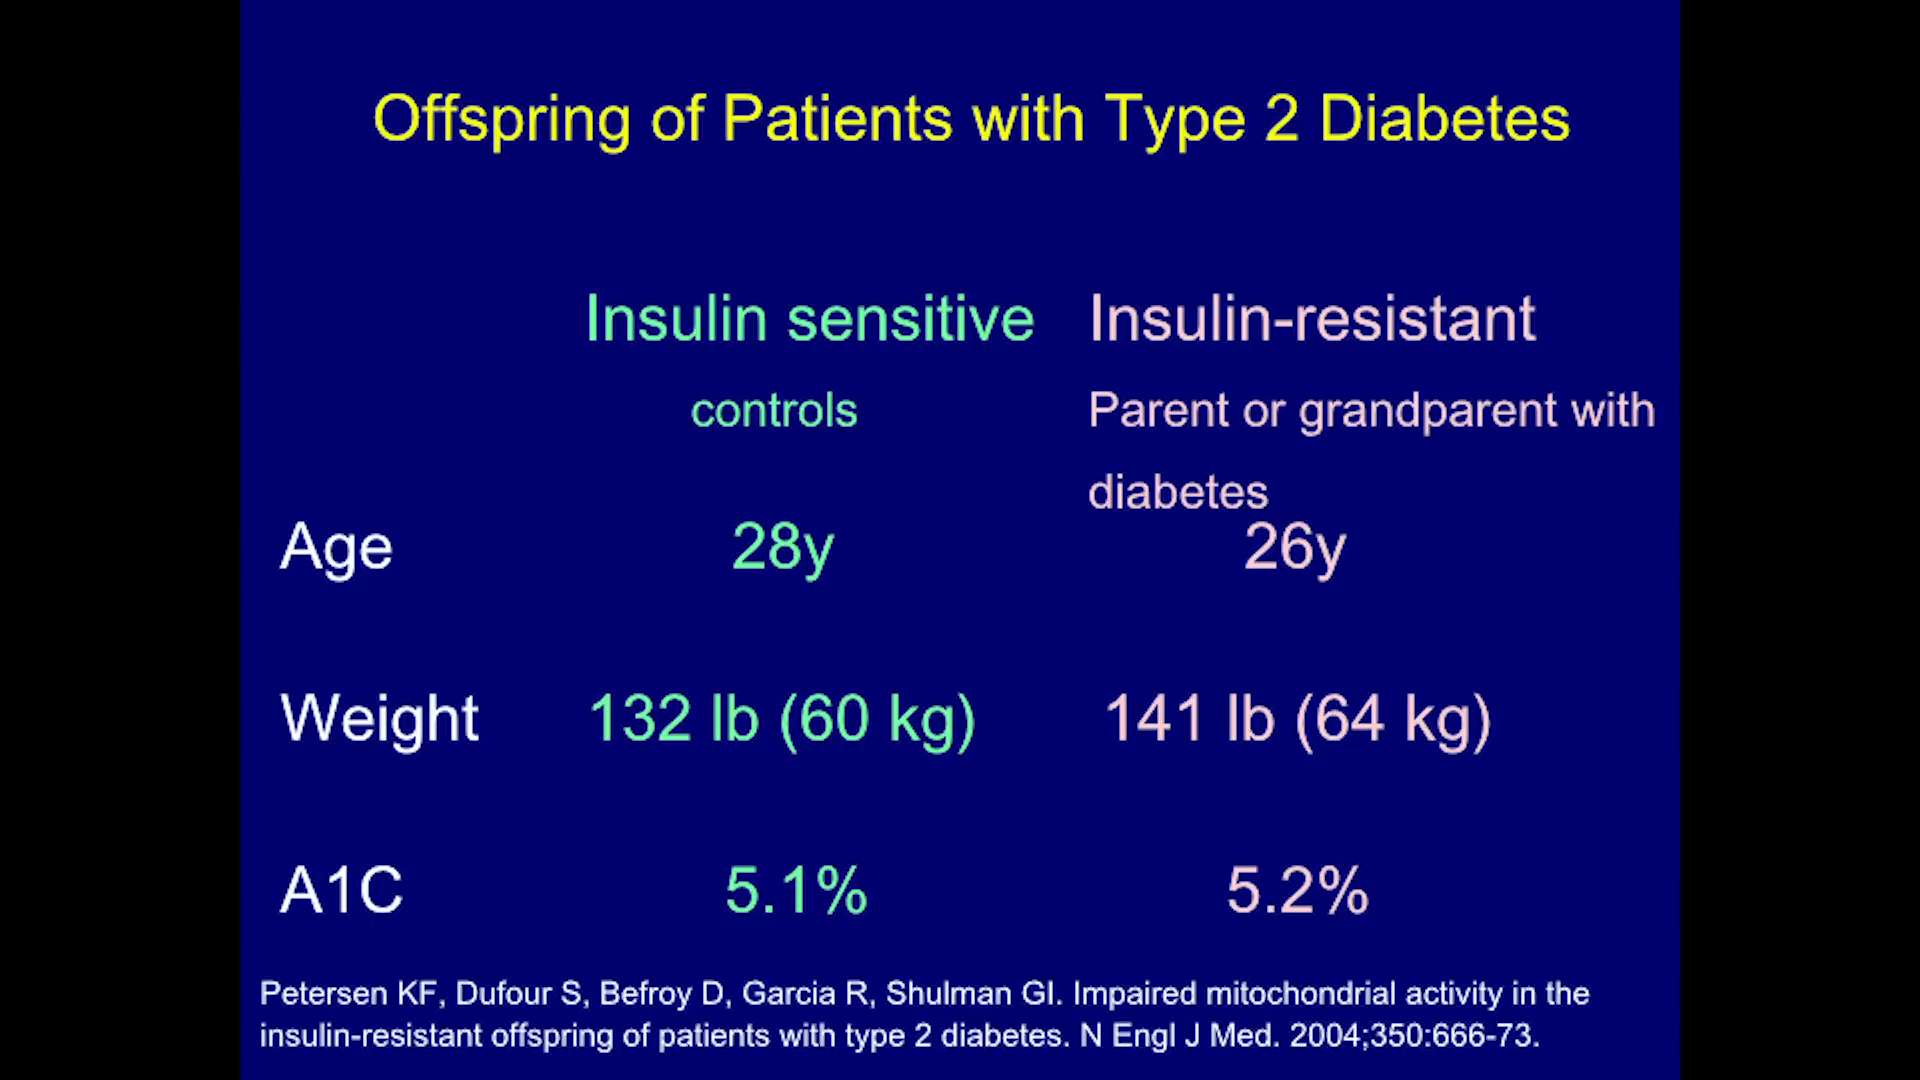 Offspring of Patients with Type 2 Diabetes
Insulin sensitive Insulin-resistant
controls Parent or grandparent with
diabetes
Age 28y 26y
Weight 132 lb (60 kg) 141 lb (64 kg)
A1C 5.1% 5.2%
Petersen KF, Dufour S, Befroy D, Garcia R, Shulman GI. Impaired mitochondrial activity in the
insulin-resistant offspring of patients with type 2 diabetes. N Engl J Med. 2004;350:666-73.